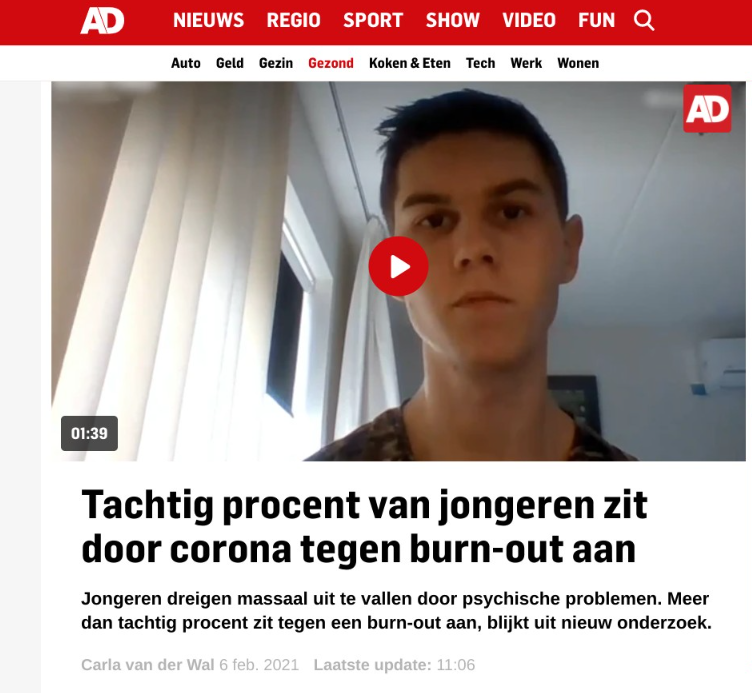 AD NIEUWS REGIO SPORT SHOW VIDEO FUN
Auto Geld Gezin Gezond Koken & Eten Tech Werk Wonen
AD
01:39
Tachtig procent van jongeren zit
door corona tegen burn-out aan
Jongeren dreigen massaal uit te vallen door psychische problemen. Meer
dan tachtig procent zit tegen een burn-out aan, blijkt uit nieuw onderzoek.
Carla van der Wal 6 feb. 2021 Laatste update: 11:06